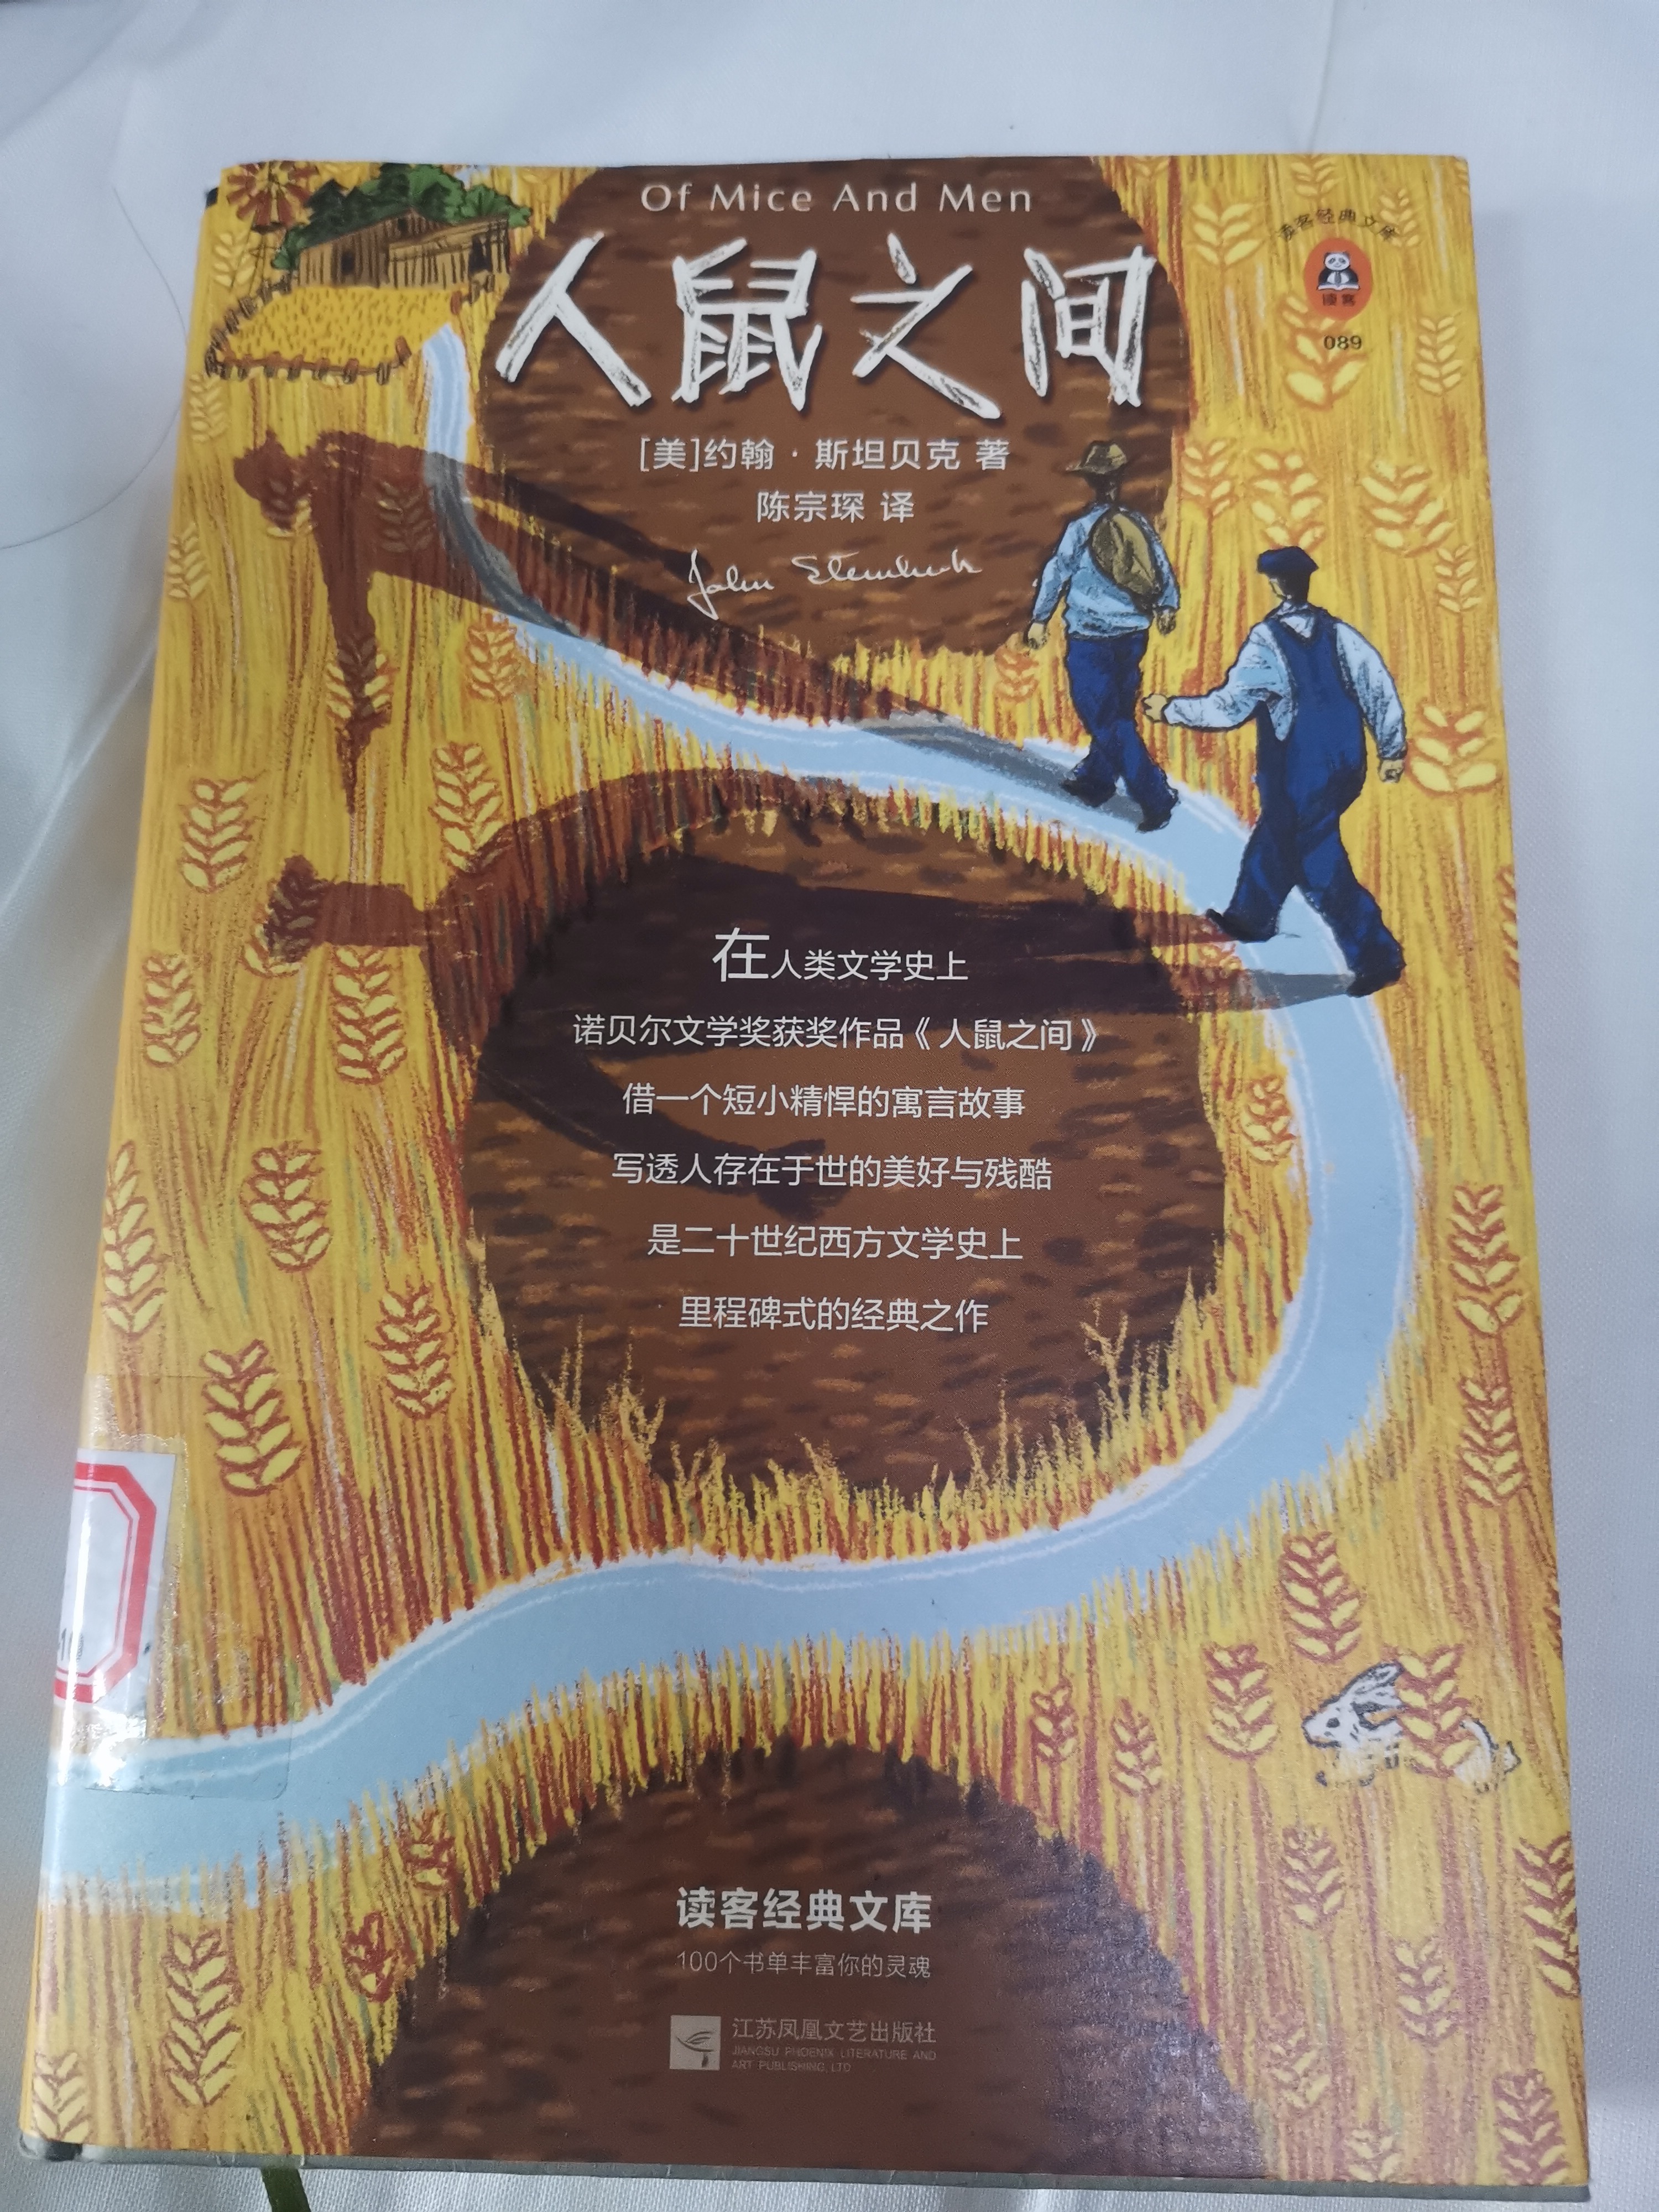 Of Mice And Men
人鼠之间
读客经典文库
读客
089
[美]约翰·斯坦贝克 著
陈宗琛 译
John Steinbeck
在人类文学史上
诺贝尔文学奖获奖作品《人鼠之间》
借一个短小精悍的寓言故事
写透人存在于世的美好与残酷
是二十世纪西方文学史上
里程碑式的经典之作
读客经典文库
100个书单丰富你的灵魂
江苏凤凰文艺出版社
JIANGSU PHOENIX LITERATURE AND
ART PUBLISHING, LTD